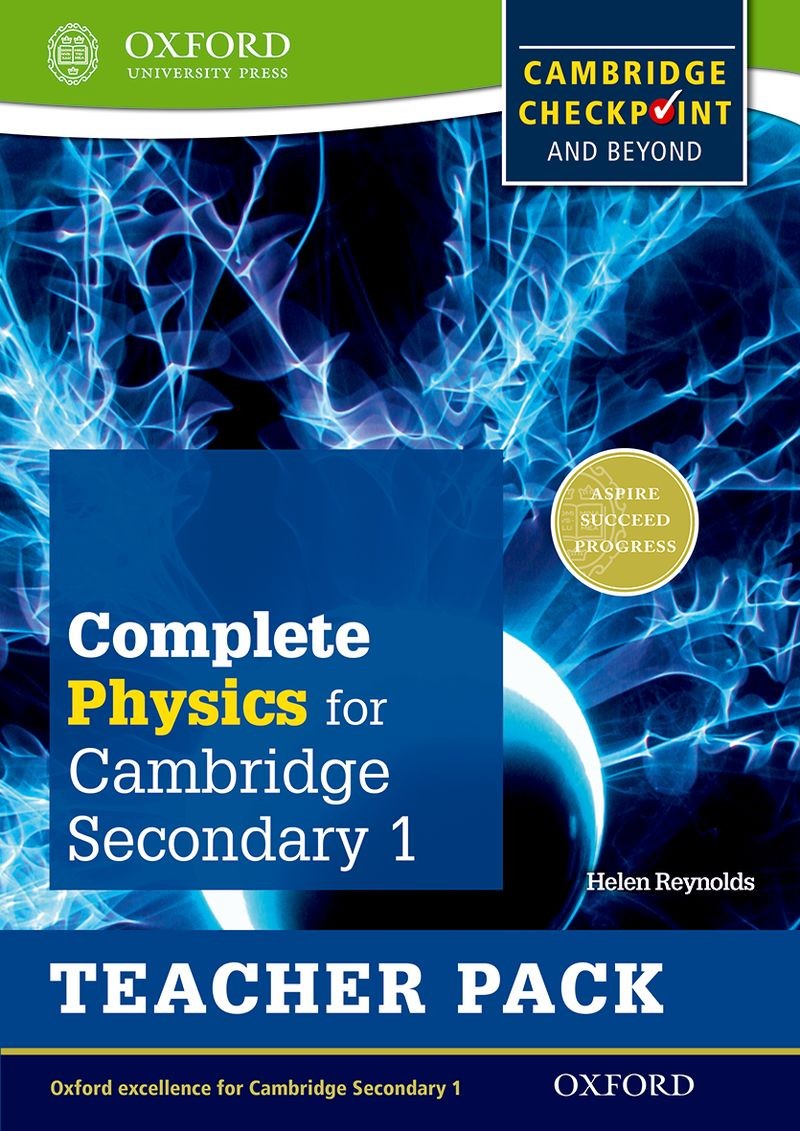 OXFORD
UNIVERSITY PRESS
CAMBRIDGE
CHECKPOINT
AND BEYOND
ASPIRE
SUCCEED
PROGRESS
Complete
Physics for
Cambridge
Secondary 1
Helen Reynolds
TEACHER PACK
Oxford excellence for Cambridge Secondary 1
OXFORD